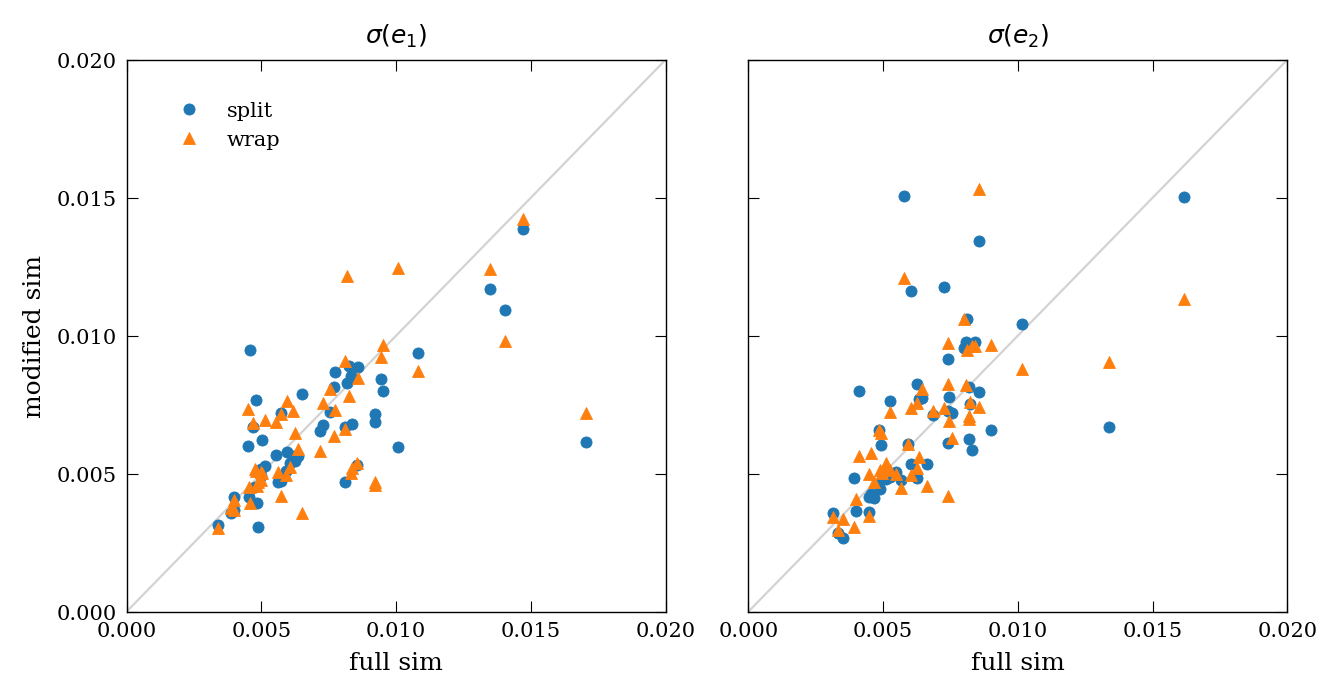 σ(e₁)
σ(e₂)
0.020
0.015
0.010
0.005
0.000
modified sim
split
wrap
0.000 0.005 0.010 0.015 0.020
0.000 0.005 0.010 0.015 0.020
full sim
full sim